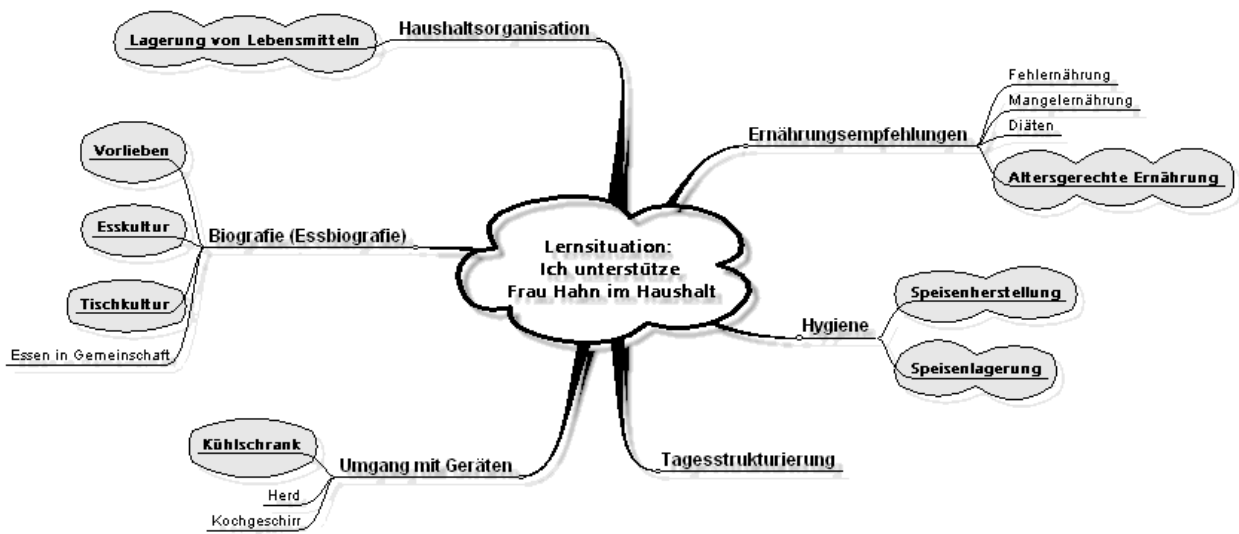 Haushaltsorganisation
Lagerung von Lebensmitteln
Ernährungsempfehlungen
Fehlernährung
Mangelernährung
Diäten
Altersgerechte Ernährung
Biografie (Essbiografie)
Vorlieben
Esskultur
Tischkultur
Essen in Gemeinschaft
Lernsituation:
Ich unterstütze
Frau Hahn im Haushalt
Hygiene
Speisenherstellung
Speisenlagerung
Umgang mit Geräten
Kühlschrank
Herd
Kochgeschirr
Tagesstrukturierung